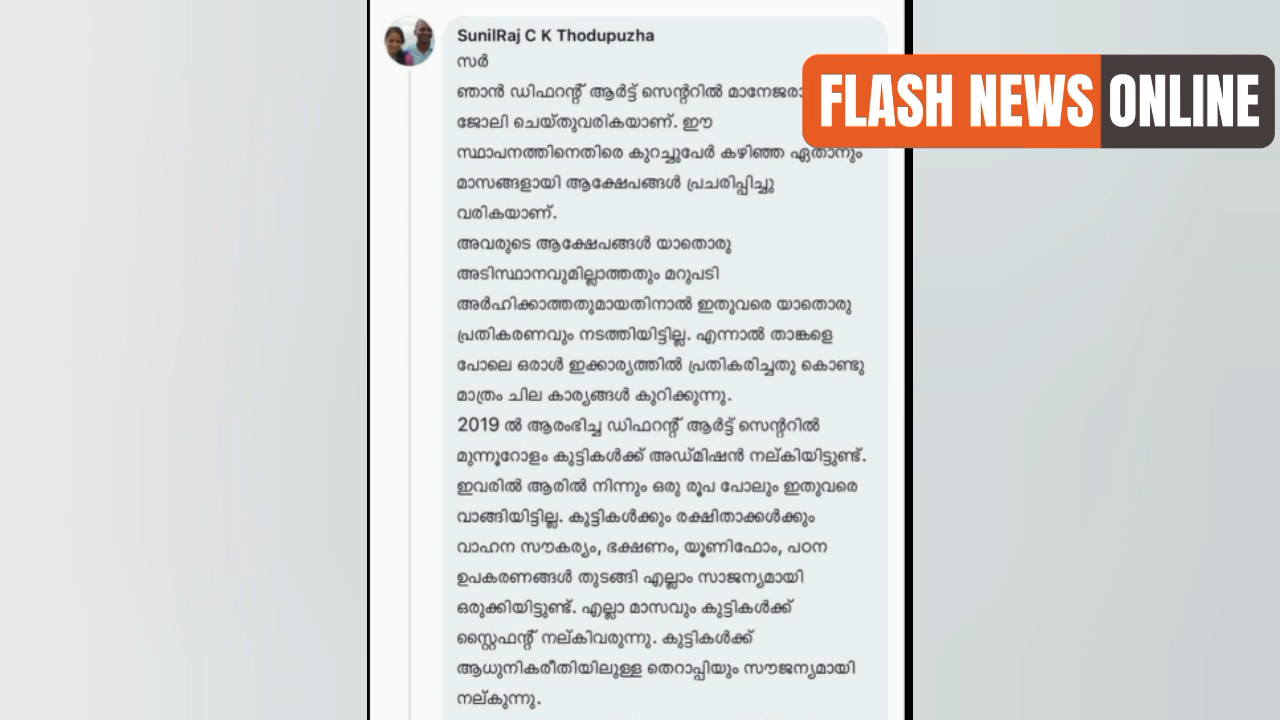 SunilRaj C K Thodupuzha
സർ
ഞാൻ ഡിഫറന്റ് ആർട്ട് സെന്ററിൽ
ജോലി ചെയ്തുവരികയാണ്. ഈ
സ്ഥാപനത്തിനെതിരെ കുറച്ചുപേർ കഴിഞ്ഞ ഏതാനും
മാസങ്ങളായി ആക്ഷേപങ്ങൾ പ്രചരിപ്പിച്ചു
വരികയാണ്.
അവരുടെ ആക്ഷേപങ്ങൾ യാതൊരു
അടിസ്ഥാനവുമില്ലാത്തതും മറുപടി
അർഹിക്കാത്തതുമായതിനാൽ ഇതുവരെ യാതൊരു
പ്രതികരണവും നടത്തിയിട്ടില്ല. എന്നാൽ താങ്കളെ
പോലെ ഒരാൾ ഇക്കാര്യത്തിൽ പ്രതികരിച്ചതു കൊണ്ടു
മാത്രം ചില കാര്യങ്ങൾ കുറിക്കുന്നു.
2019 ൽ ആരംഭിച്ച ഡിഫറന്റ് ആർട്ട് സെന്ററിൽ
മുന്നൂറോളം കുട്ടികൾക്ക് അഡ്മിഷൻ നല്കിയിട്ടുണ്ട്.
ഇവരിൽ ആരിൽ നിന്നും ഒരു രൂപ പോലും ഇതുവരെ
വാങ്ങിയിട്ടില്ല. കുട്ടികൾക്കും രക്ഷിതാക്കൾക്കും
വാഹന സൗകര്യം, ഭക്ഷണം, യൂണിഫോം, പഠന
ഉപകരണങ്ങൾ തുടങ്ങി എല്ലാം സാജന്യമായി
ഒരുക്കിയിട്ടുണ്ട്. എല്ലാ മാസവും കുട്ടികൾക്ക്
സ്റ്റൈഫന്റ് നല്കിവരുന്നു. കുട്ടികൾക്ക്
ആധുനികരീതിയിലുള്ള തെറാപ്പിയും സൗജന്യമായി
നല്കുന്നു.
FLASH NEWS ONLINE